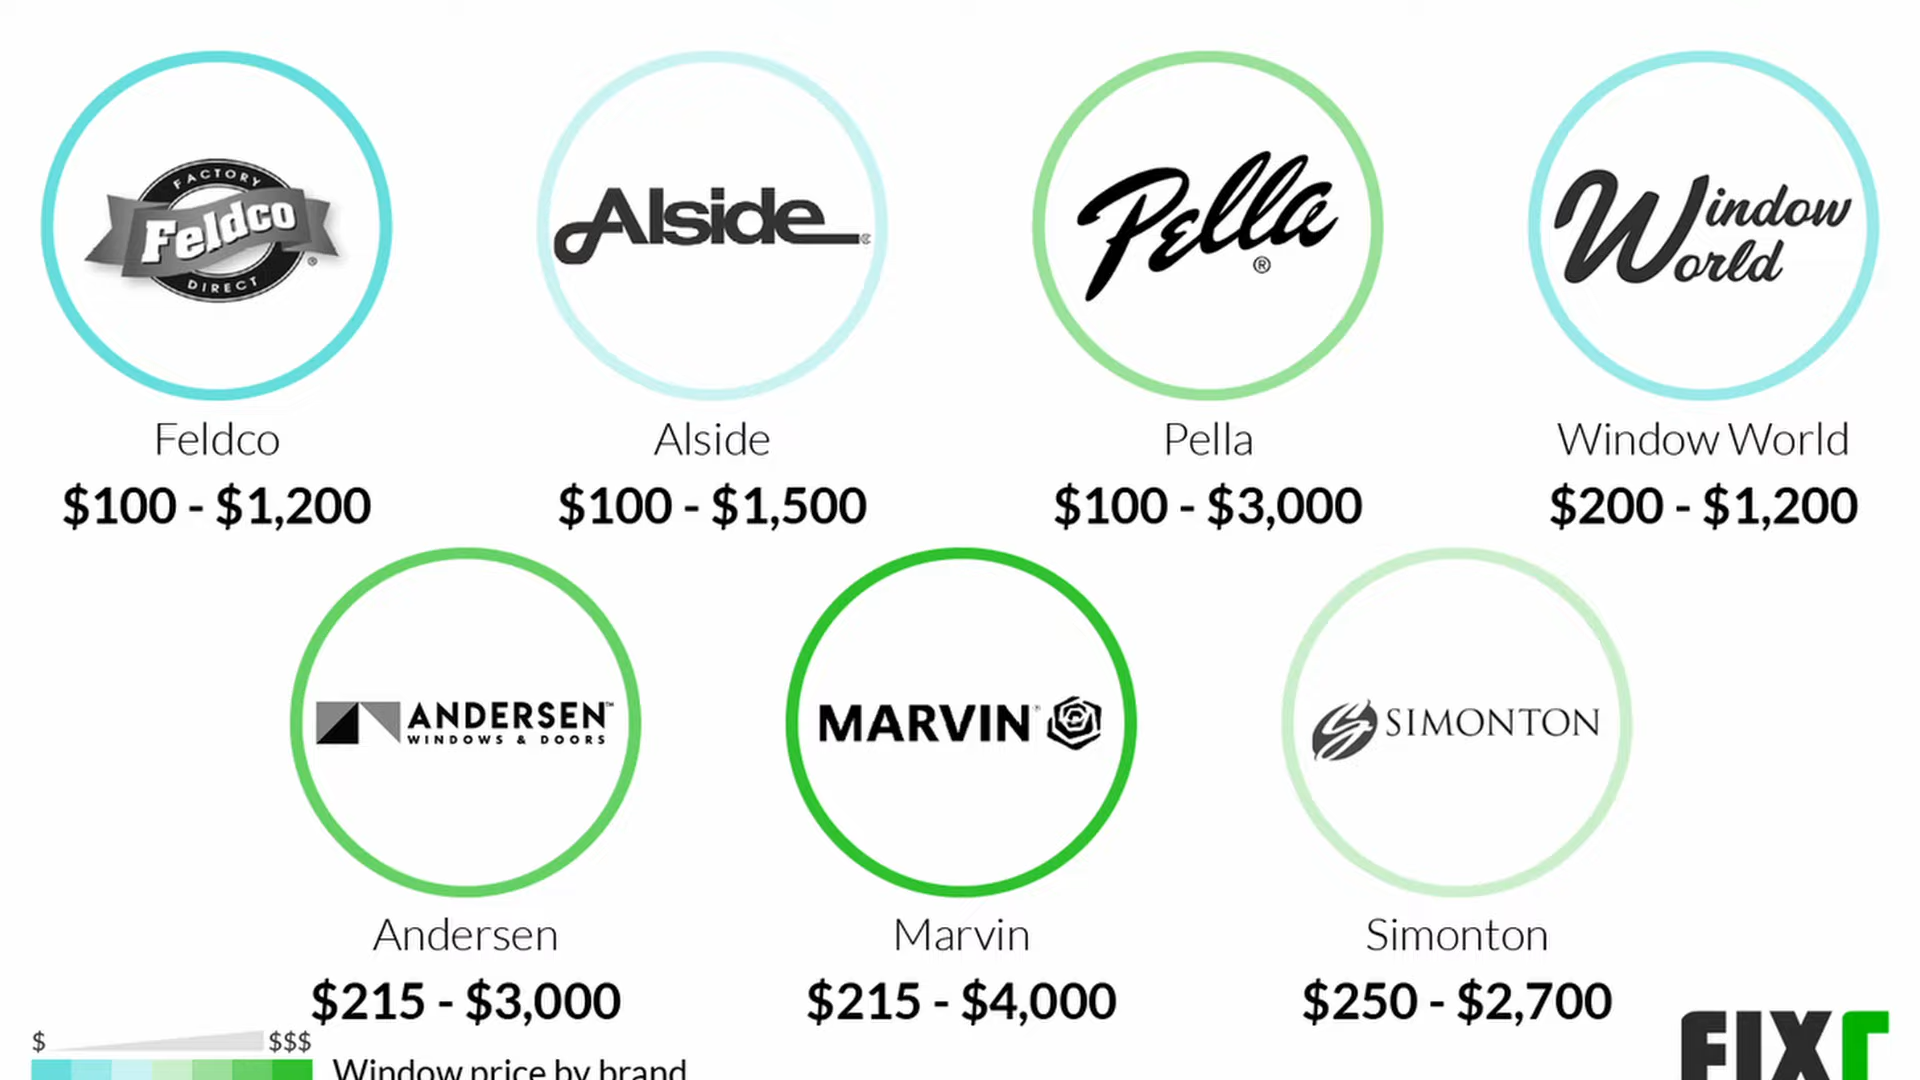 FACTORY
Feldco
DIRECT
®
Alside
Pella
®
Window
World
Feldco
Alside
Pella
Window World
$100 - $1,200
$100 - $1,500
$100 - $3,000
$200 - $1,200
ANDERSEN™
WINDOWS & DOORS
MARVIN®
SIMONTON
Andersen
Marvin
Simonton
$215 - $3,000
$215 - $4,000
$250 - $2,700
$
$$$
Window price by brand
FIXr